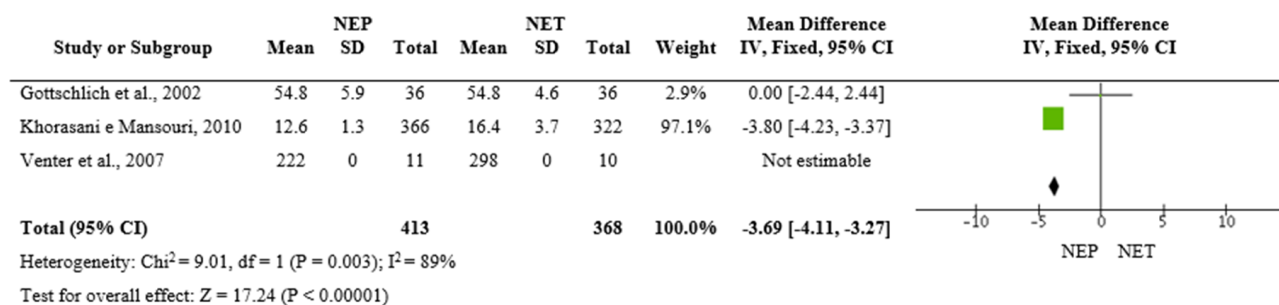 NEP NET Mean Difference Mean Difference
Study or Subgroup Mean SD Total Mean SD Total Weight IV, Fixed, 95% CI IV, Fixed, 95% CI
Gottschlich et al., 2002 54.8 5.9 36 54.8 4.6 36 2.9% 0.00 [-2.44, 2.44]
Khorasani e Mansouri, 2010 12.6 1.3 366 16.4 3.7 322 97.1% -3.80 [-4.23, -3.37]
Venter et al., 2007 222 0 11 298 0 10 Not estimable
Total (95% CI) 413 368 100.0% -3.69 [-4.11, -3.27]
-10 -5 0 5 10
NEP NET
Heterogeneity: Chi² = 9.01, df = 1 (P = 0.003); I² = 89%
Test for overall effect: Z = 17.24 (P < 0.00001)